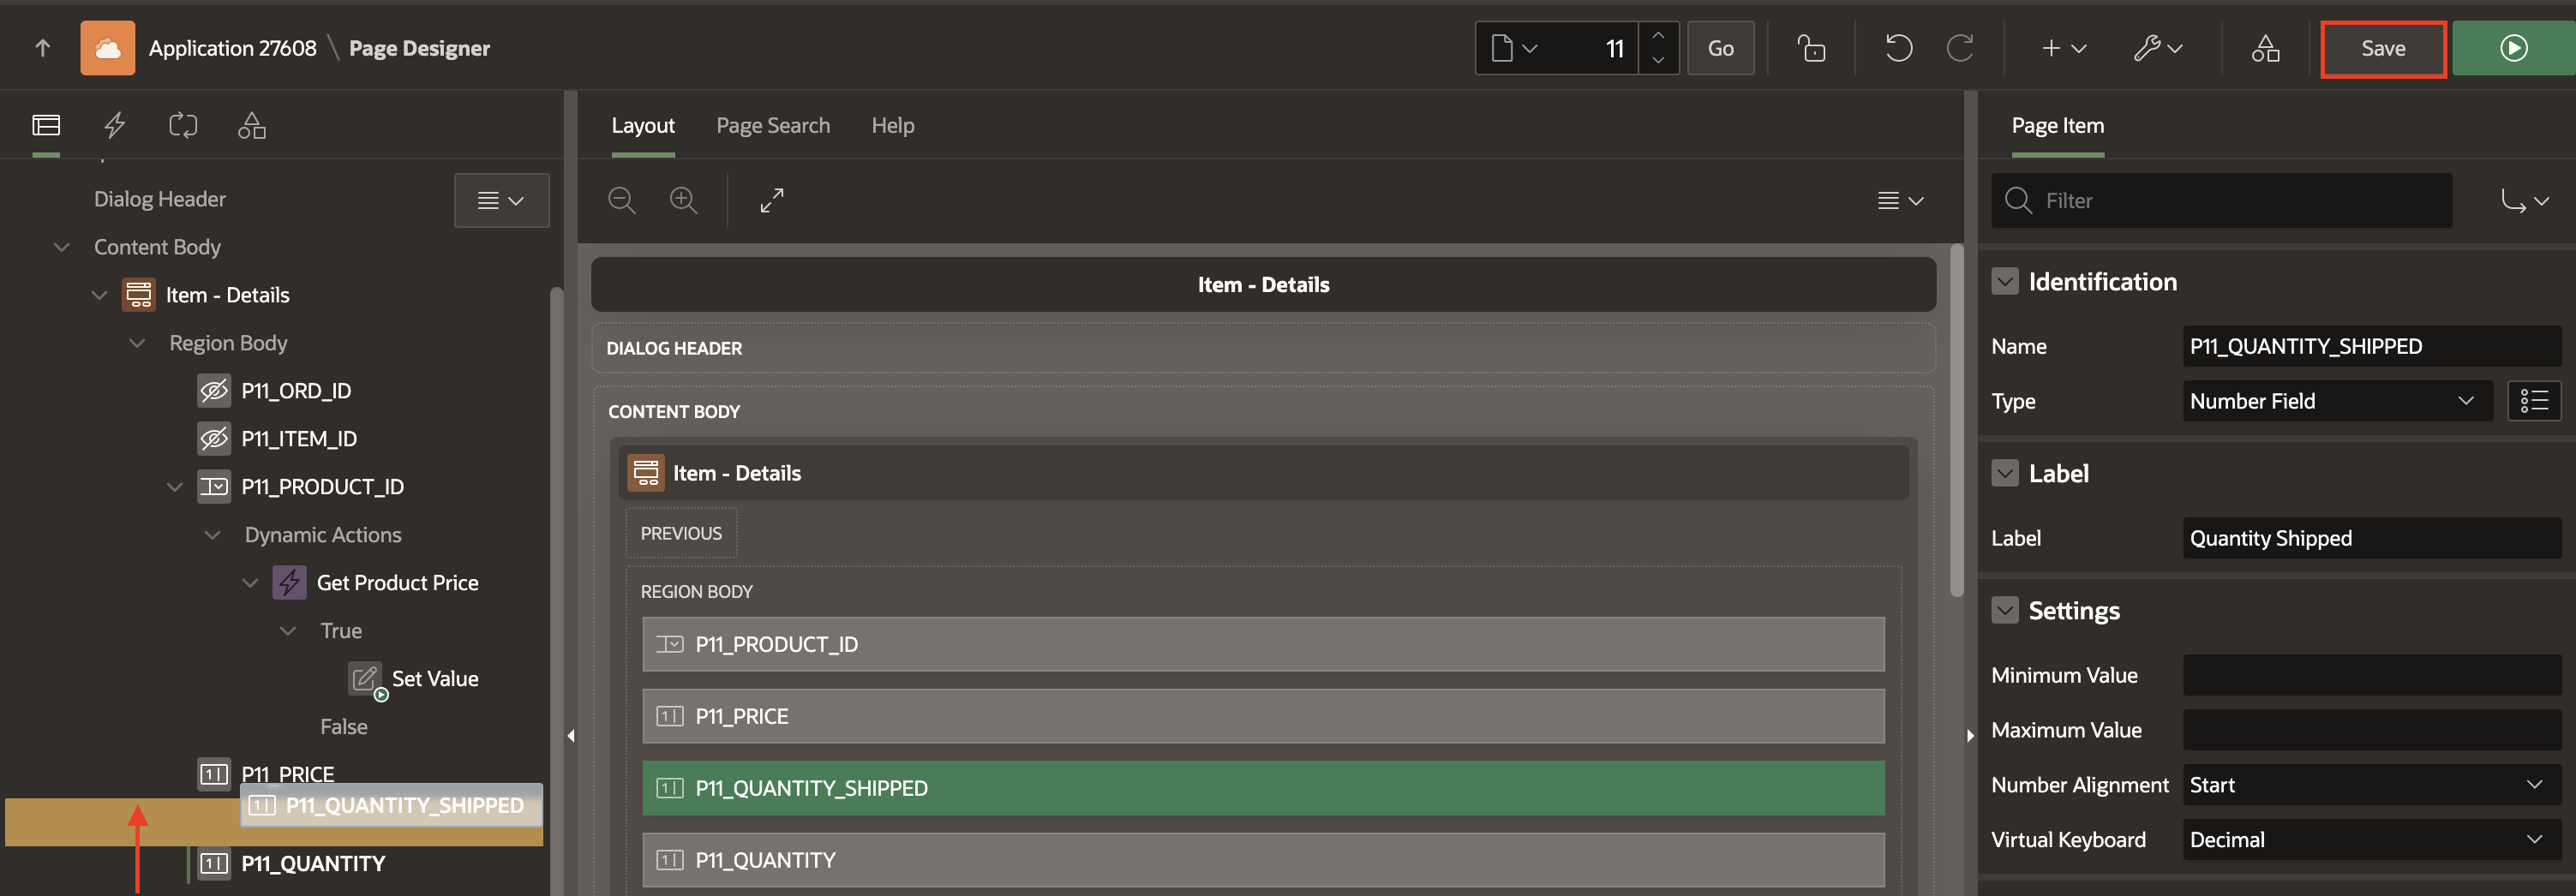 Application 27608 \ Page Designer
11
Go
Save
Layout
Page Search
Help
Page Item
Dialog Header
Content Body
Item - Details
Region Body
P11_ORD_ID
P11_ITEM_ID
P11_PRODUCT_ID
Dynamic Actions
Get Product Price
True
Set Value
False
P11_PRICE
P11_QUANTITY_SHIPPED
P11_QUANTITY
Item - Details
DIALOG HEADER
CONTENT BODY
Item - Details
PREVIOUS
REGION BODY
P11_PRODUCT_ID
P11_PRICE
P11_QUANTITY_SHIPPED
P11_QUANTITY
Filter
Identification
Name P11_QUANTITY_SHIPPED
Type Number Field
Label
Label Quantity Shipped
Settings
Minimum Value
Maximum Value
Number Alignment Start
Virtual Keyboard Decimal